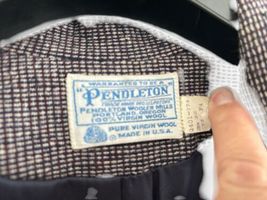 WARRANTED TO BE A
"PENDLETON"
PENDLETON WOOLEN MILLS
PORTLAND, OREGON
100% VIRGIN WOOL
PURE VIRGIN WOOL
MADE IN U.S.A.